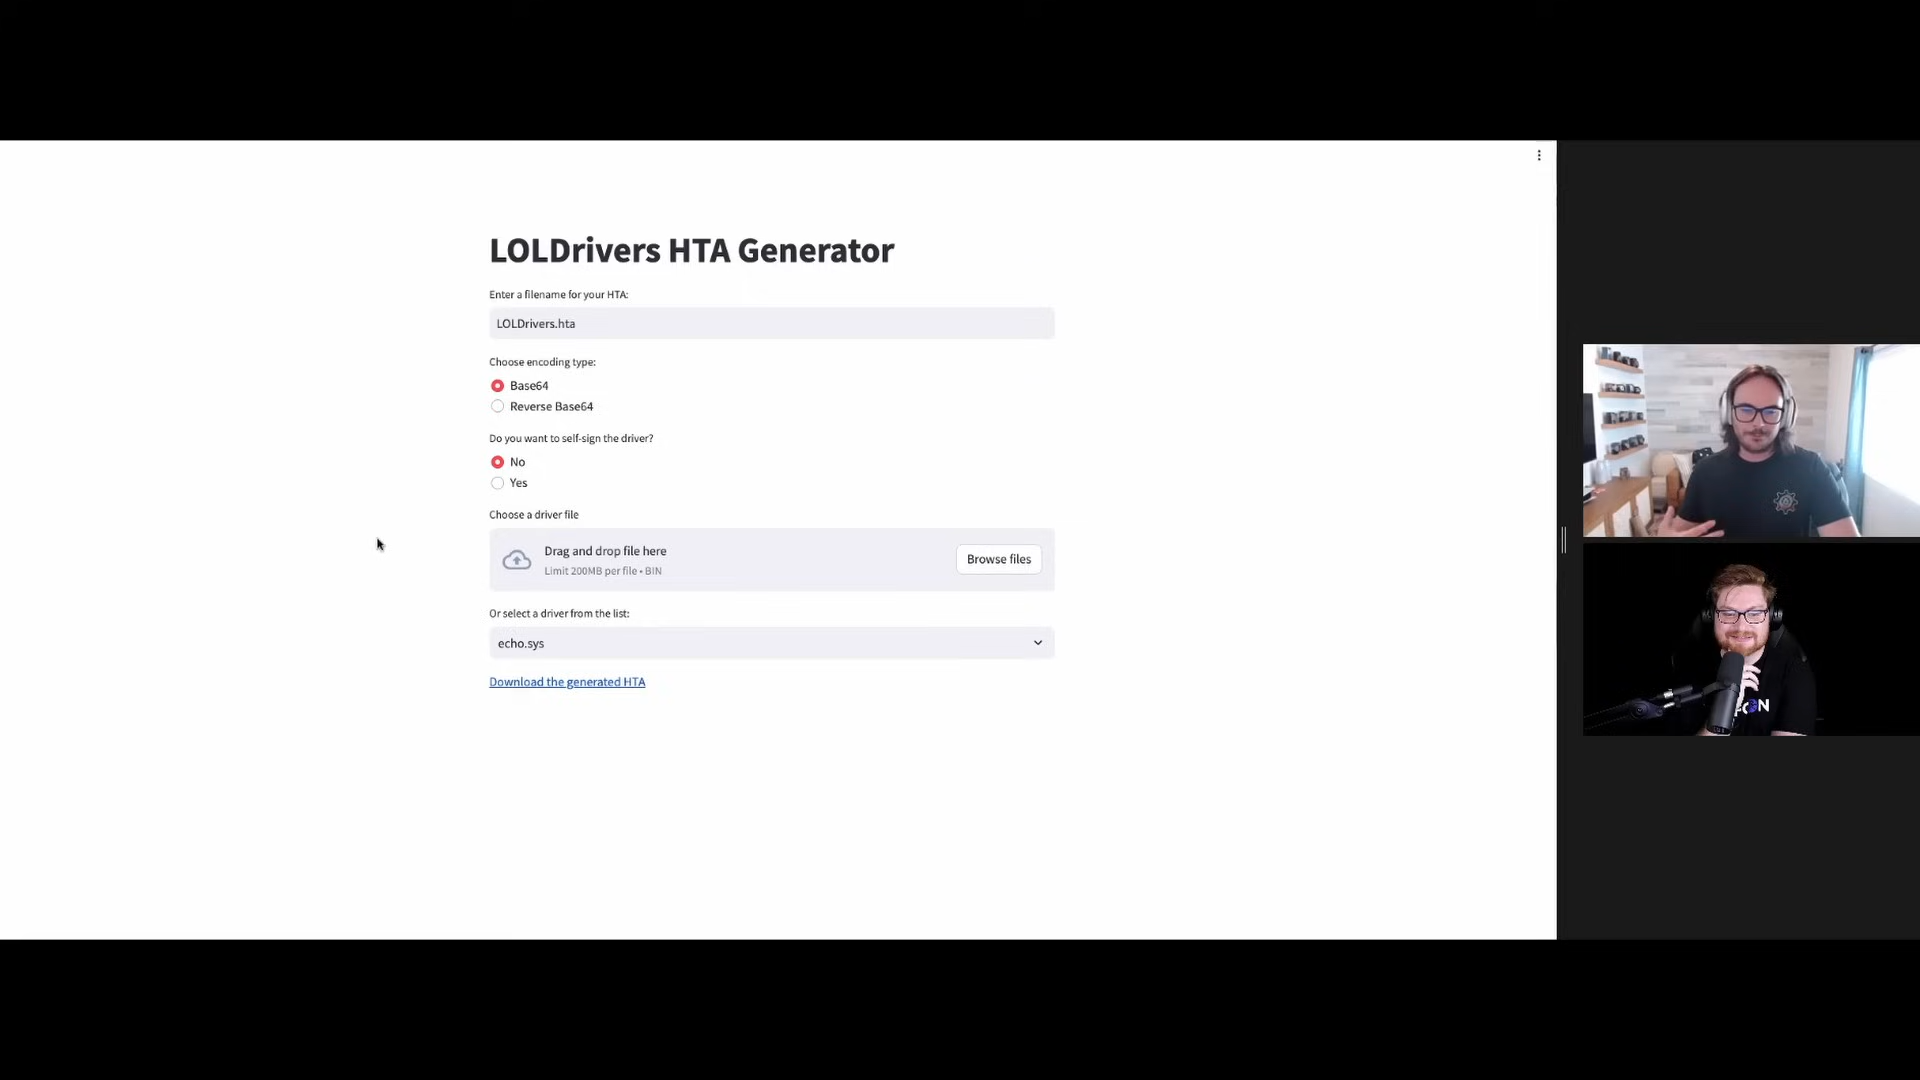 LOLDrivers HTA Generator
Enter a filename for your HTA:
LOLDrivers.hta
Choose encoding type:
Base64
Reverse Base64
Do you want to self-sign the driver?
No
Yes
Choose a driver file
Drag and drop file here
Limit 200MB per file • BIN
Browse files
Or select a driver from the list:
echo.sys
Download the generated HTA